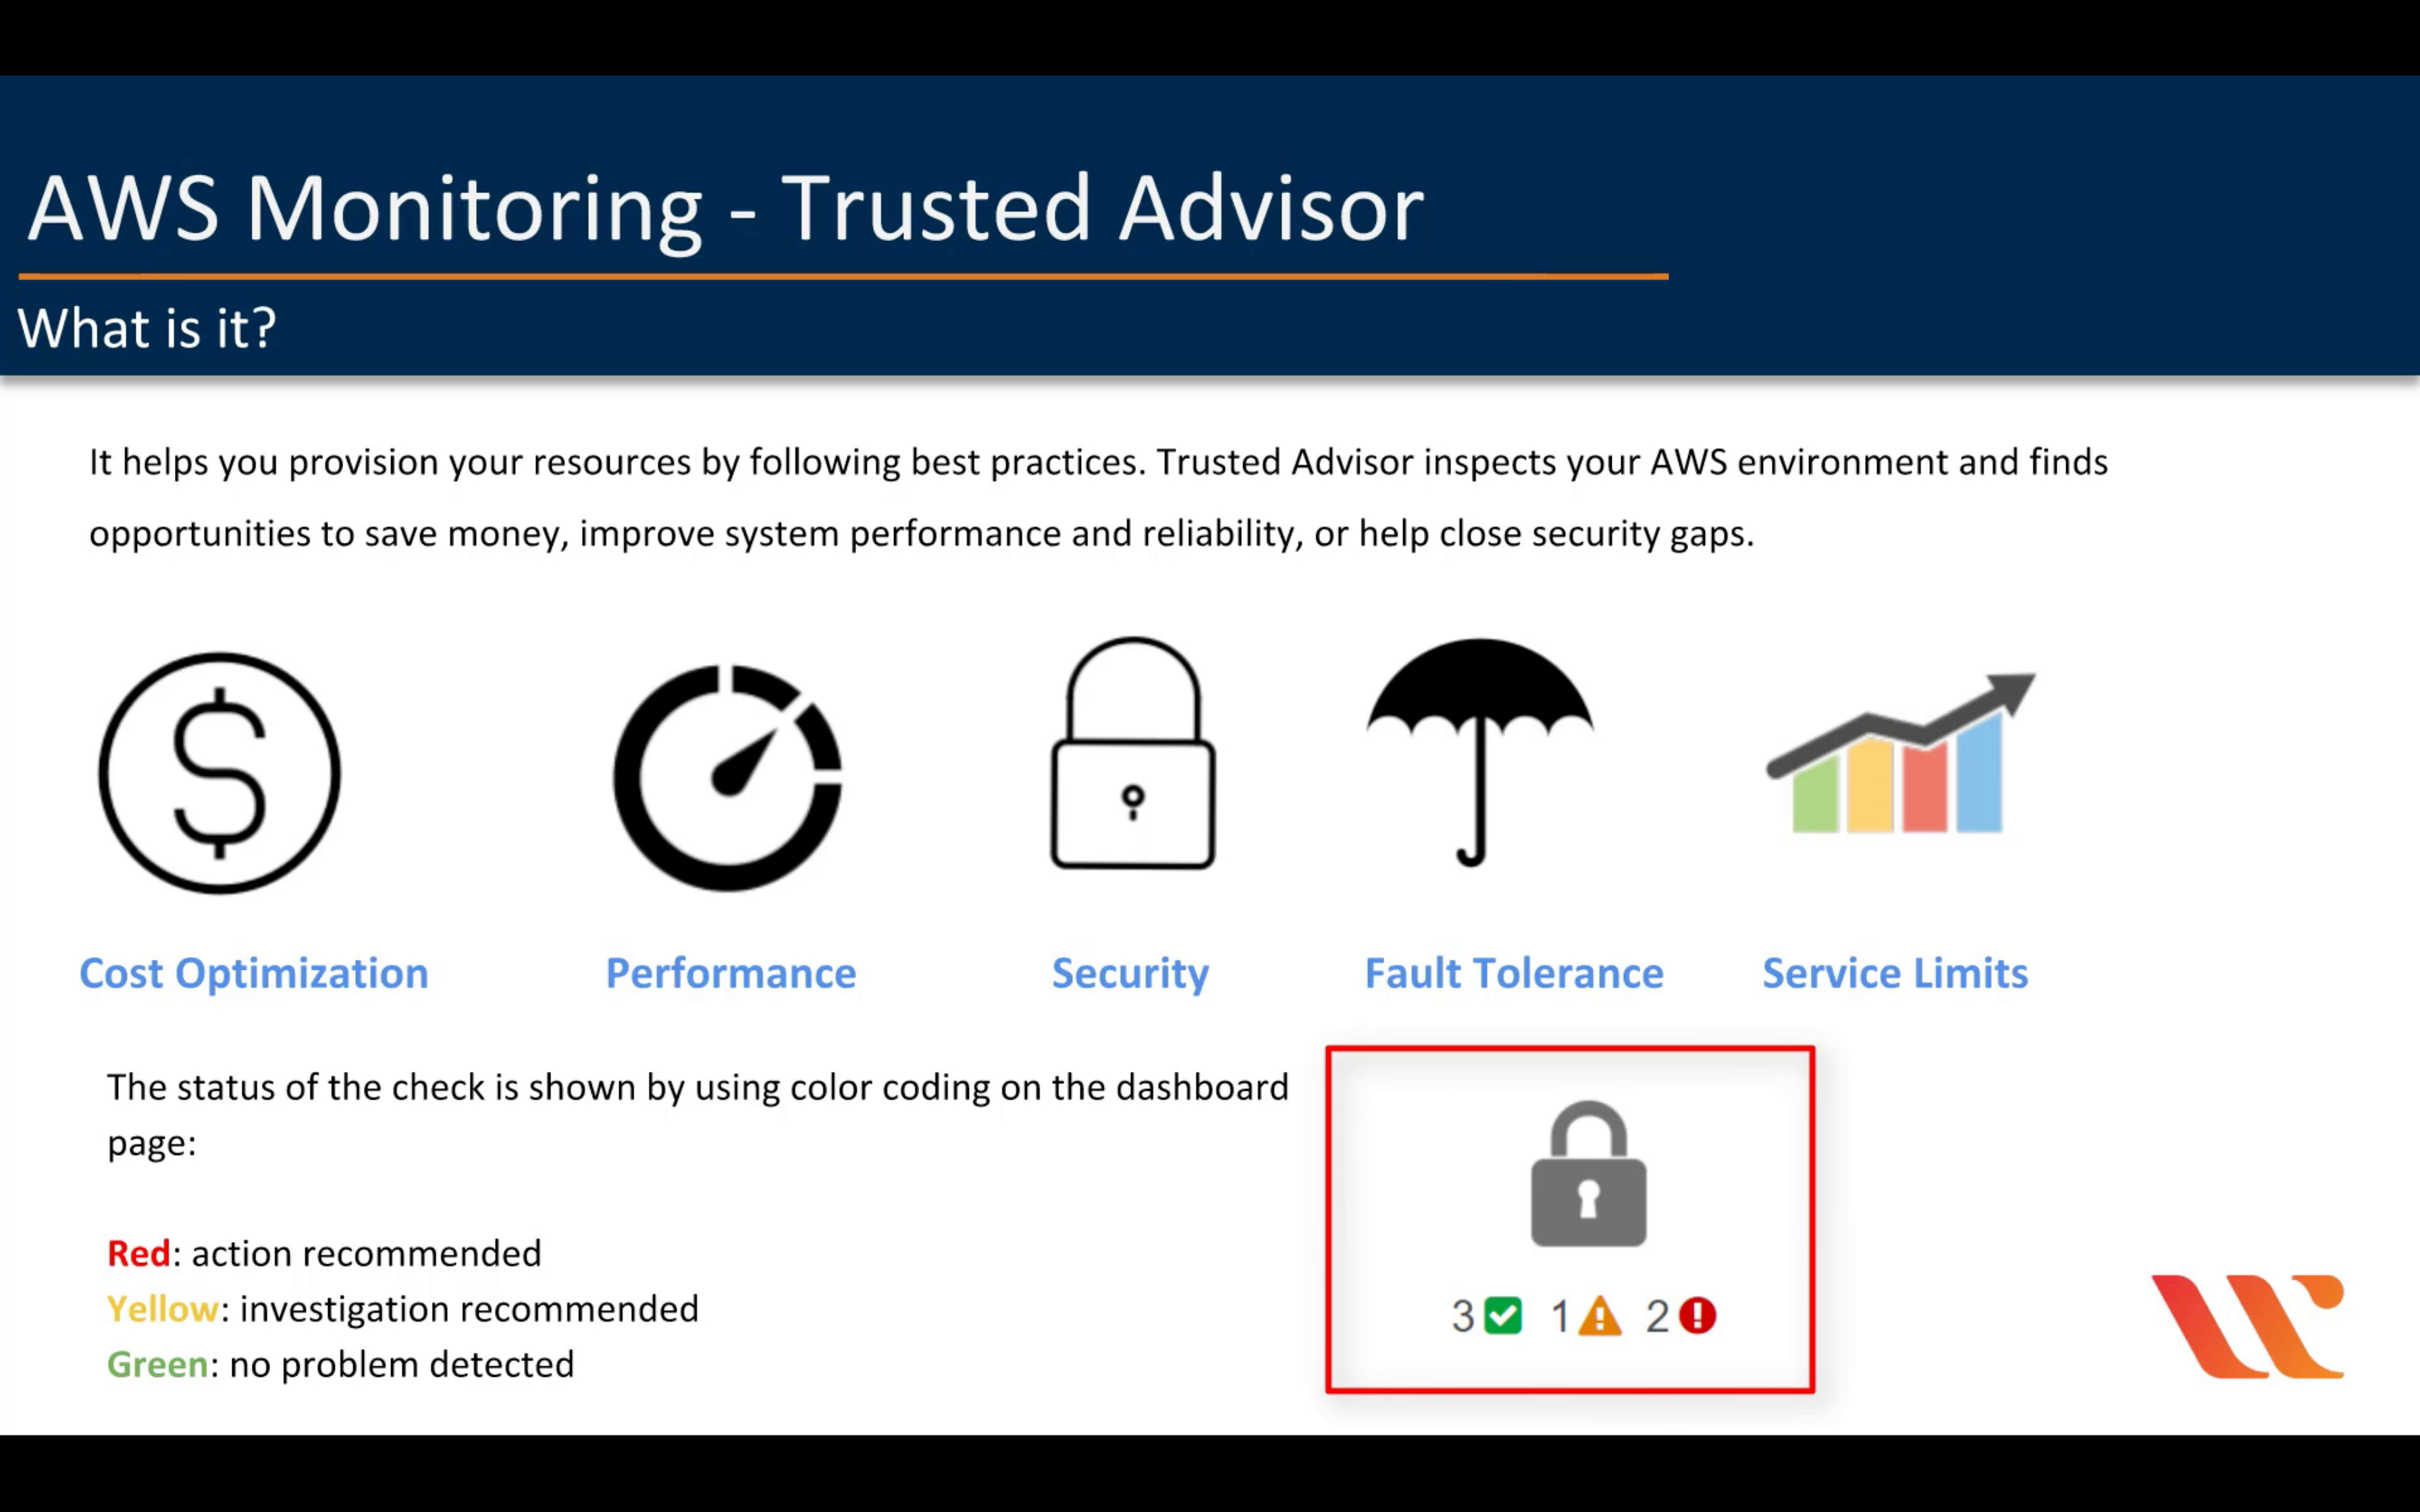 AWS Monitoring - Trusted Advisor
What is it?
It helps you provision your resources by following best practices. Trusted Advisor inspects your AWS environment and finds
opportunities to save money, improve system performance and reliability, or help close security gaps.
Cost Optimization
Performance
Security
Fault Tolerance
Service Limits
The status of the check is shown by using color coding on the dashboard
page:
Red: action recommended
Yellow: investigation recommended
Green: no problem detected
3 1 2